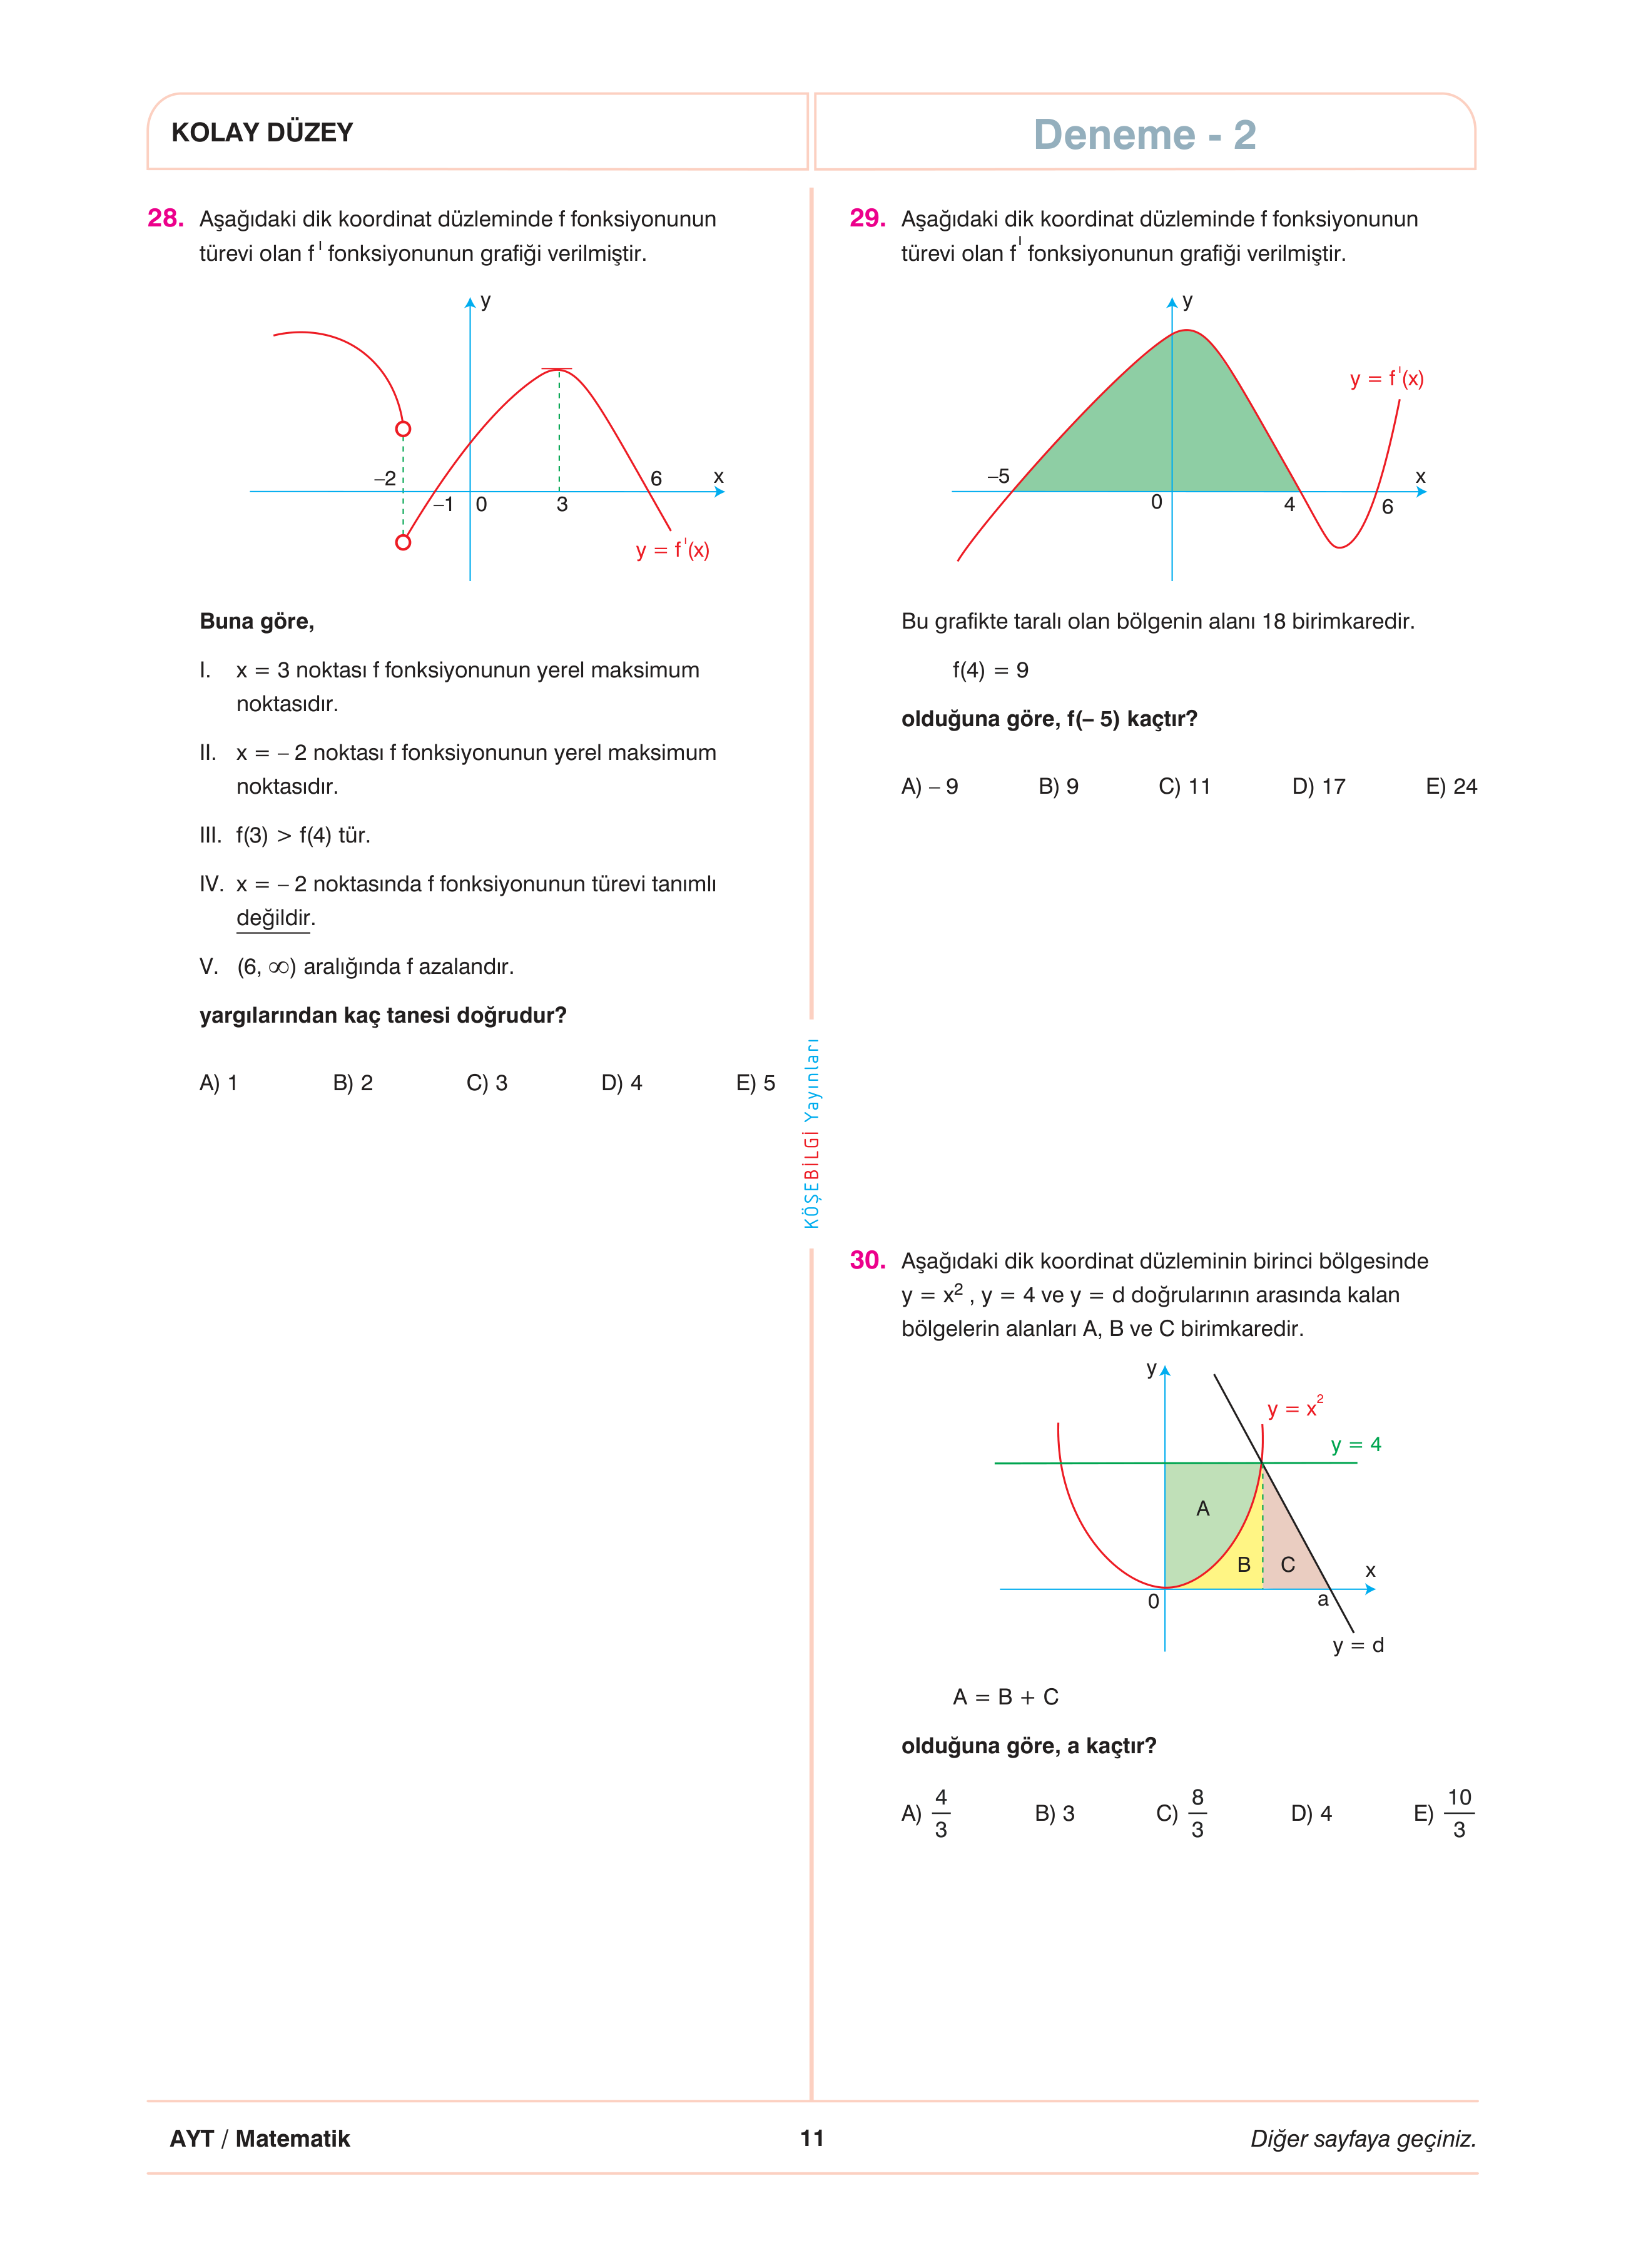 KOLAY DÜZEY
Deneme - 2
28. Aşağıdaki dik koordinat düzleminde f fonksiyonunun
türevi olan f ' fonksiyonunun grafiği verilmiştir.
y
–2
6
x
–1
0
3
y = f '(x)
Buna göre,
I. x = 3 noktası f fonksiyonunun yerel maksimum
noktasıdır.
II. x = – 2 noktası f fonksiyonunun yerel maksimum
noktasıdır.
III. f(3) > f(4) tür.
IV. x = – 2 noktasında f fonksiyonunun türevi tanımlı
değildir.
V. (6, ∞) aralığında f azalandır.
yargılarından kaç tanesi doğrudur?
A) 1 B) 2 C) 3 D) 4 E) 5
KÖŞEBİLGİ Yayınları
29. Aşağıdaki dik koordinat düzleminde f fonksiyonunun
türevi olan f ' fonksiyonunun grafiği verilmiştir.
y
y = f '(x)
–5
x
0
4
6
Bu grafikte taralı olan bölgenin alanı 18 birimkaredir.
f(4) = 9
olduğuna göre, f(– 5) kaçtır?
A) – 9 B) 9 C) 11 D) 17 E) 24
30. Aşağıdaki dik koordinat düzleminin birinci bölgesinde
y = x² , y = 4 ve y = d doğrularının arasında kalan
bölgelerin alanları A, B ve C birimkaredir.
y
y = x²
y = 4
A
B
C
x
0
a
y = d
A = B + C
olduğuna göre, a kaçtır?
A) 4/3 B) 3 C) 8/3 D) 4 E) 10/3
AYT / Matematik
11
Diğer sayfaya geçiniz.